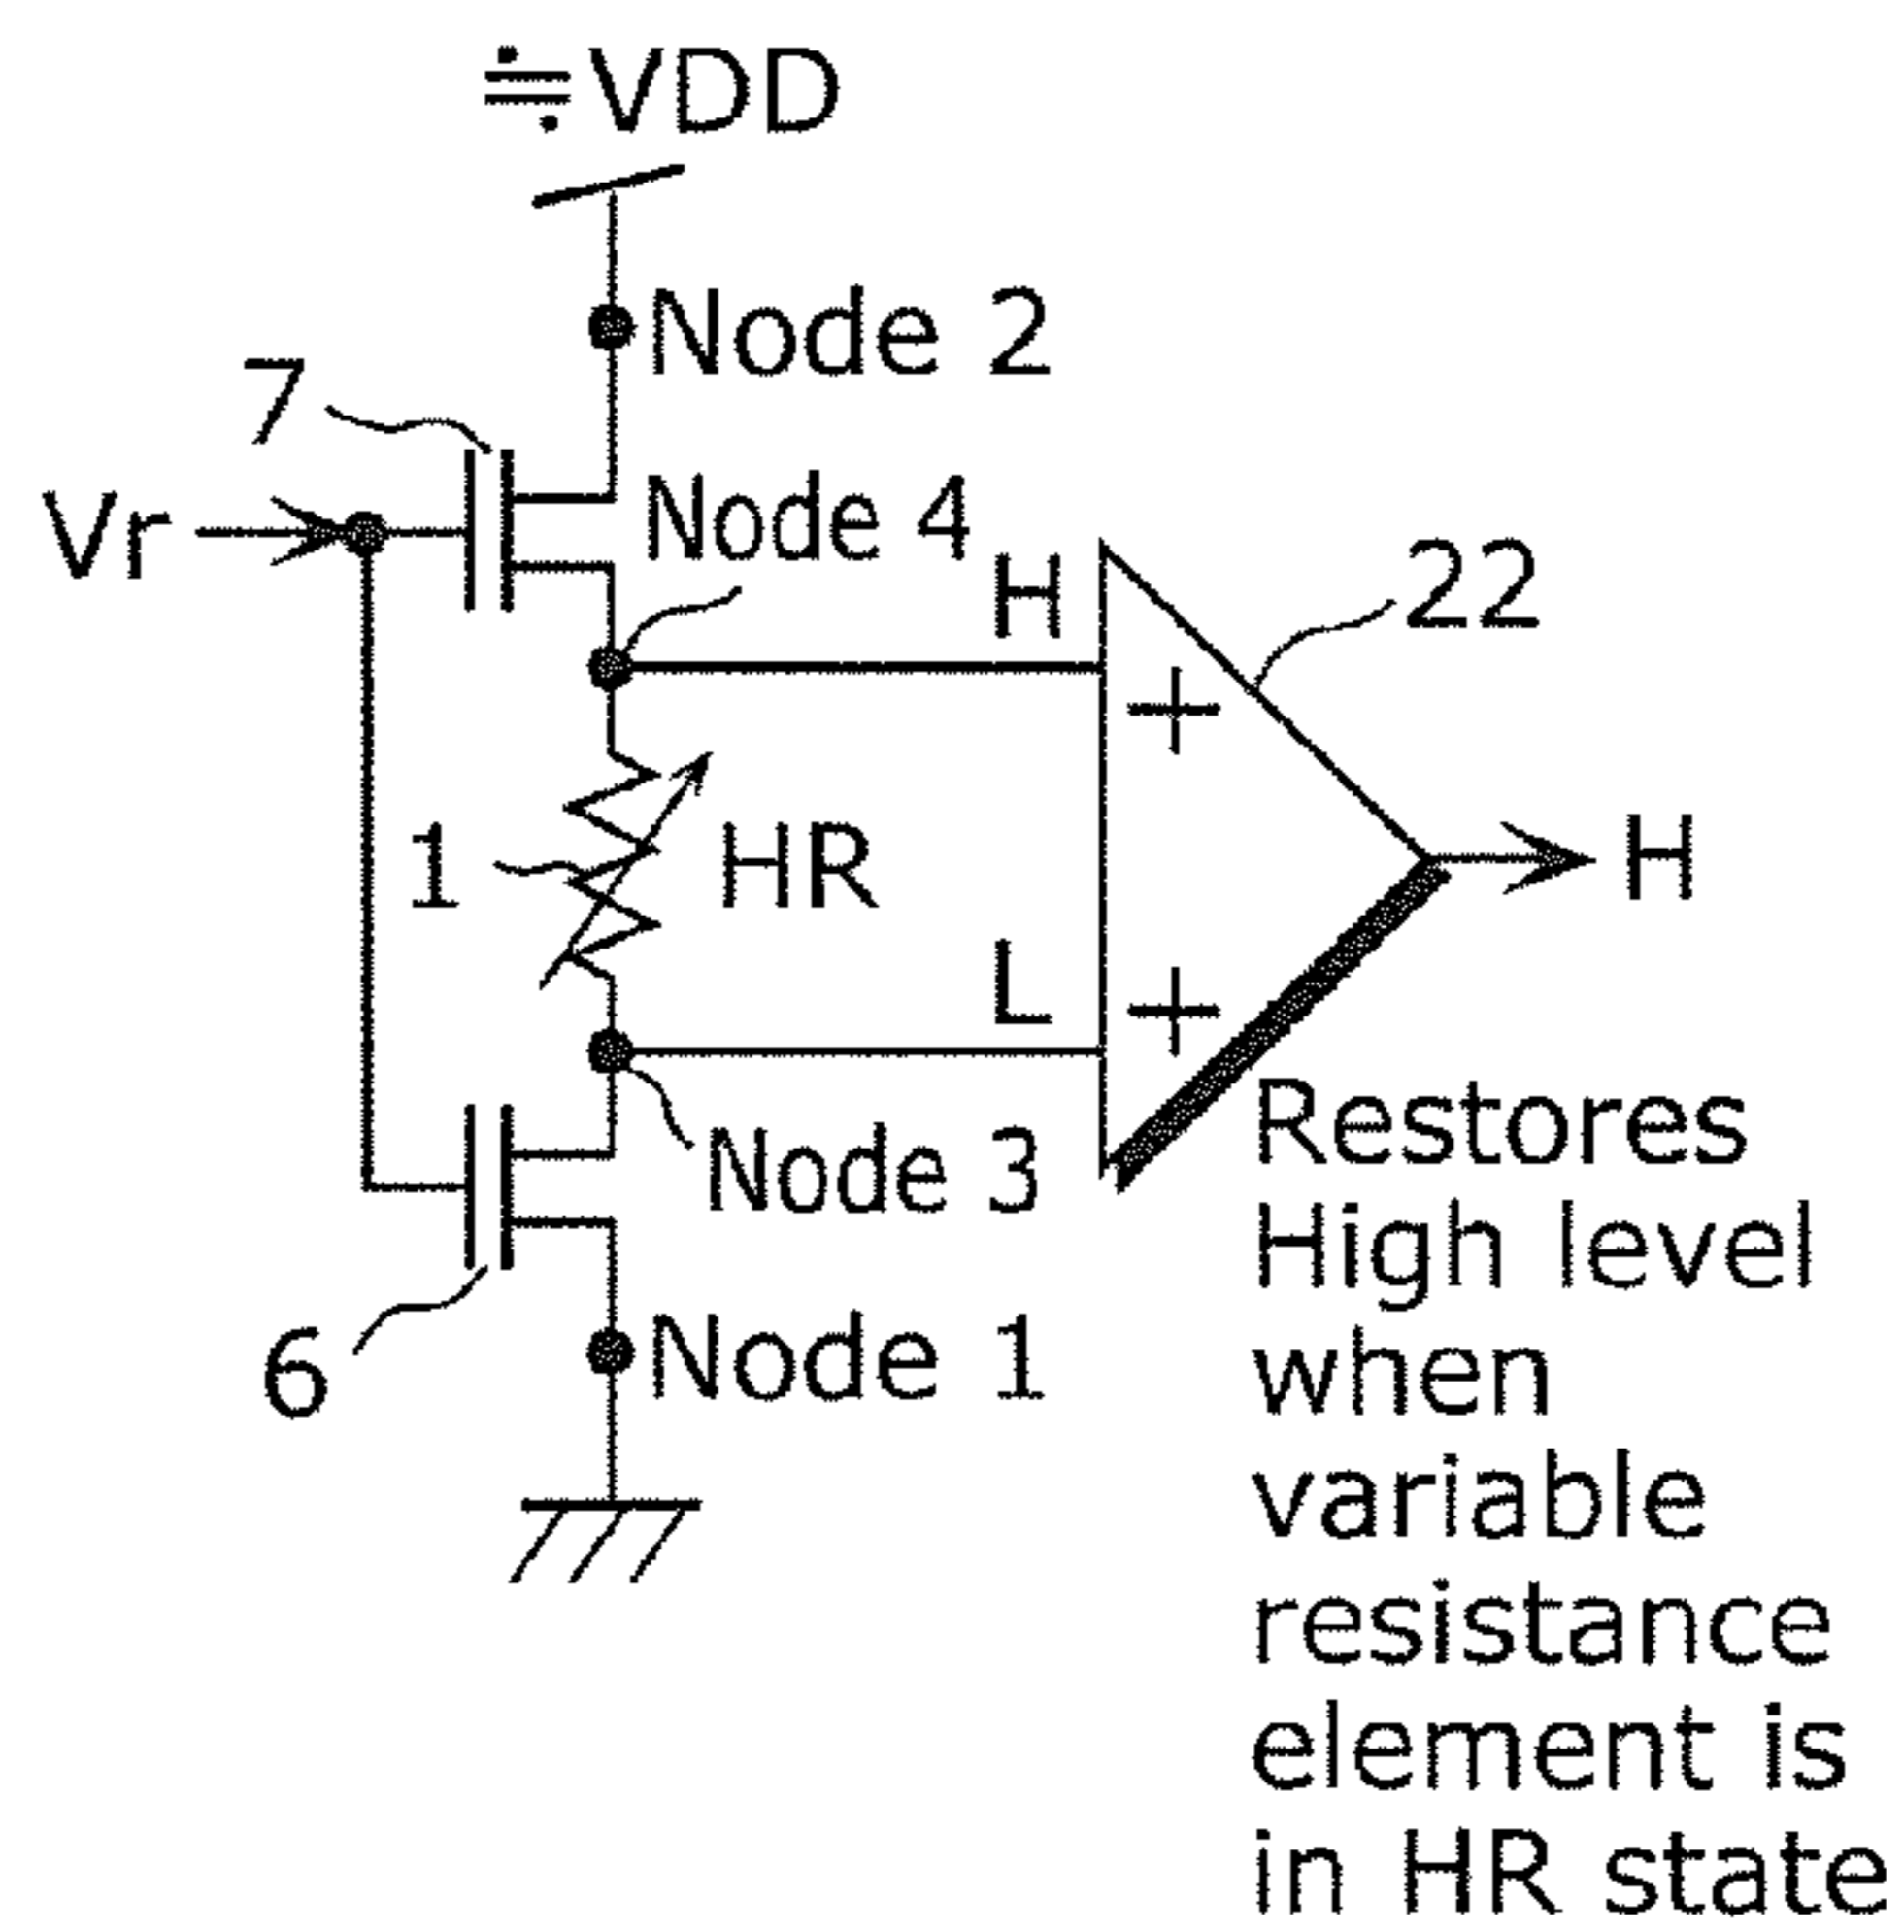 ≒VDD
Node 2
7
Vr
Node 4
H
22
+
1
HR
H
L
+
Node 3
6
Node 1
Restores
High level
when
variable
resistance
element is
in HR state